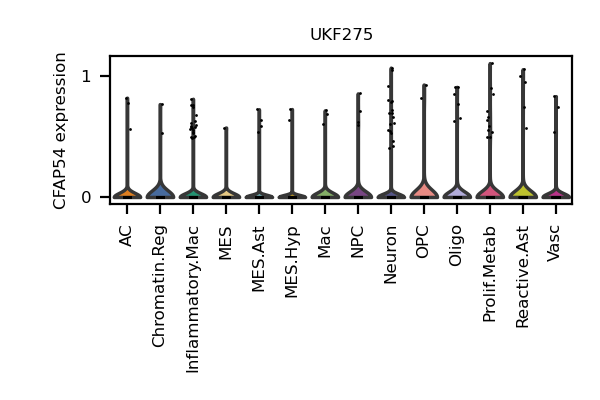 UKF275
CFAP54 expression
1
0
AC
Chromatin.Reg
Inflammatory.Mac
MES
MES.Ast
MES.Hyp
Mac
NPC
Neuron
OPC
Oligo
Prolif.Metab
Reactive.Ast
Vasc